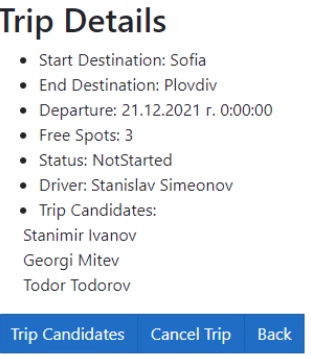 Trip Details
Start Destination: Sofia
End Destination: Plovdiv
Departure: 21.12.2021 г. 0:00:00
Free Spots: 3
Status: NotStarted
Driver: Stanislav Simeonov
Trip Candidates:
Stanimir Ivanov
Georgi Mitev
Todor Todorov
Trip Candidates Cancel Trip Back